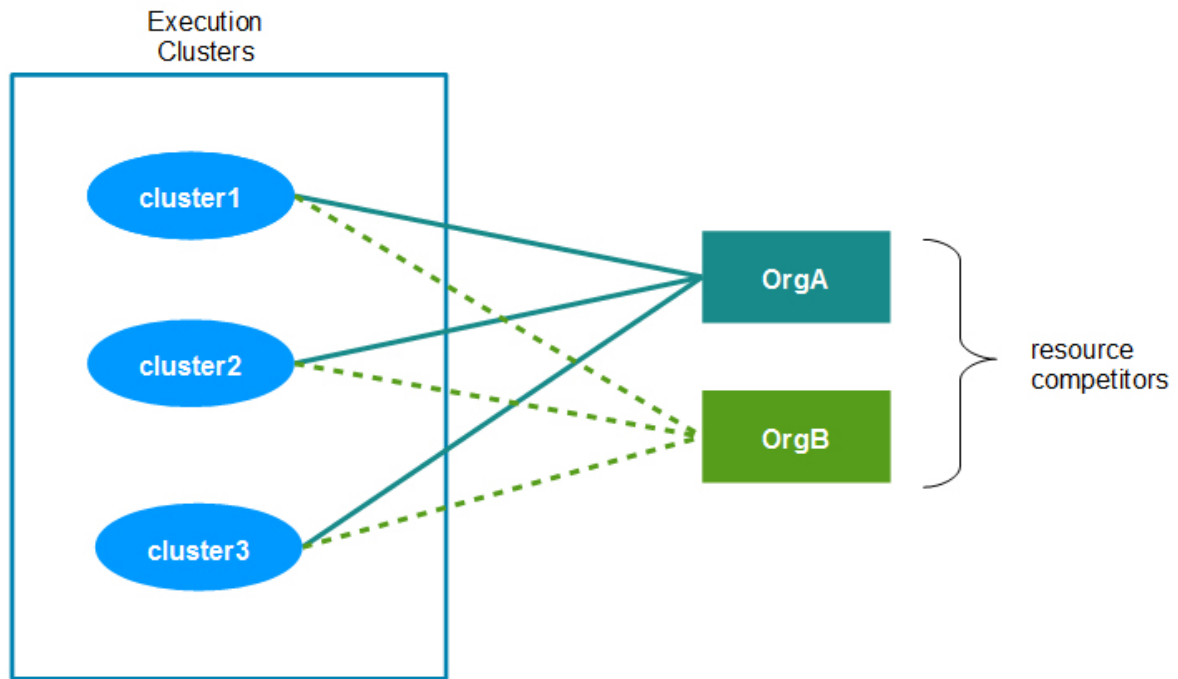 Execution
Clusters
cluster1
cluster2
cluster3
OrgA
OrgB
resource
competitors